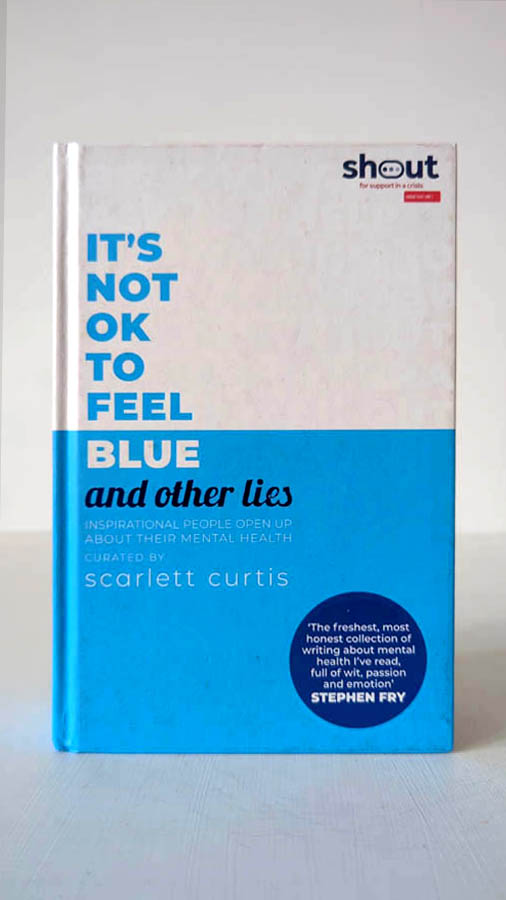 shout
for support in a crisis
IT'S
NOT
OK
TO
FEEL
BLUE
and other lies
INSPIRATIONAL PEOPLE OPEN UP
ABOUT THEIR MENTAL HEALTH
CURATED BY
scarlett curtis
'The freshest, most
honest collection of
writing about mental
health I've read,
full of wit, passion
and emotion'
STEPHEN FRY